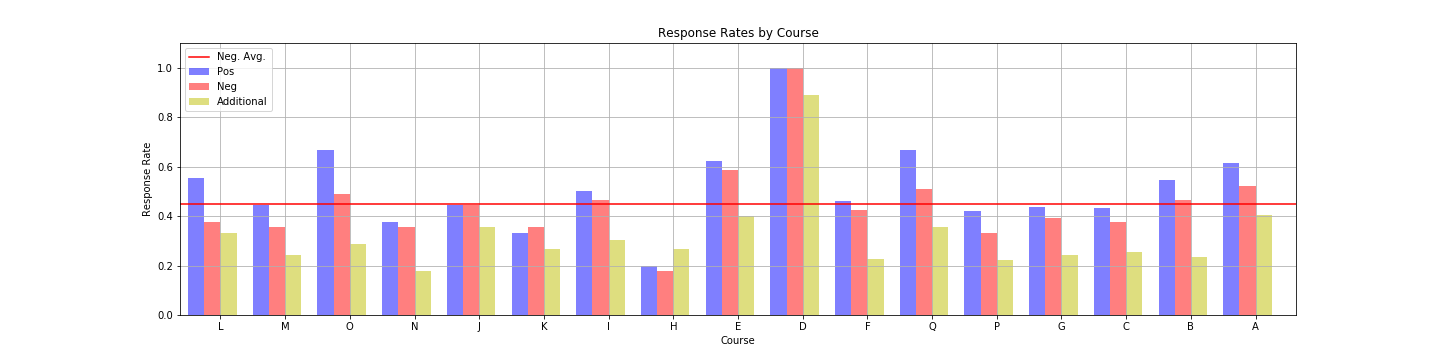 Response Rates by Course
Neg. Avg.
Pos
Neg
Additional
Response Rate
1.0
0.8
0.6
0.4
0.2
0.0
L M O N J K I H E D F Q P G C B A
Course